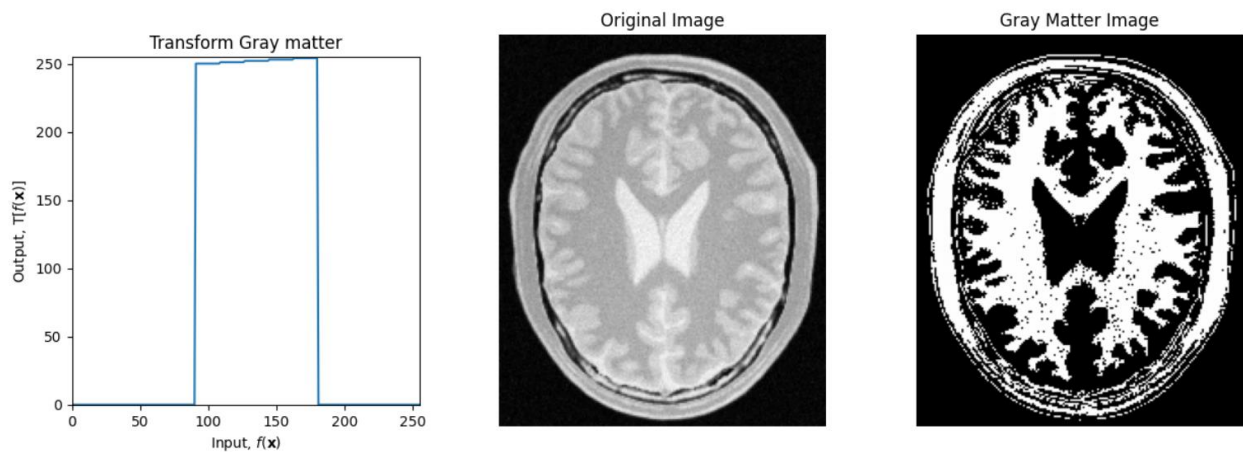 Transform Gray matter
Output, T[f(x)]
250
200
150
100
50
0
0 50 100 150 200 250
Input, f(x)
Original Image
Gray Matter Image